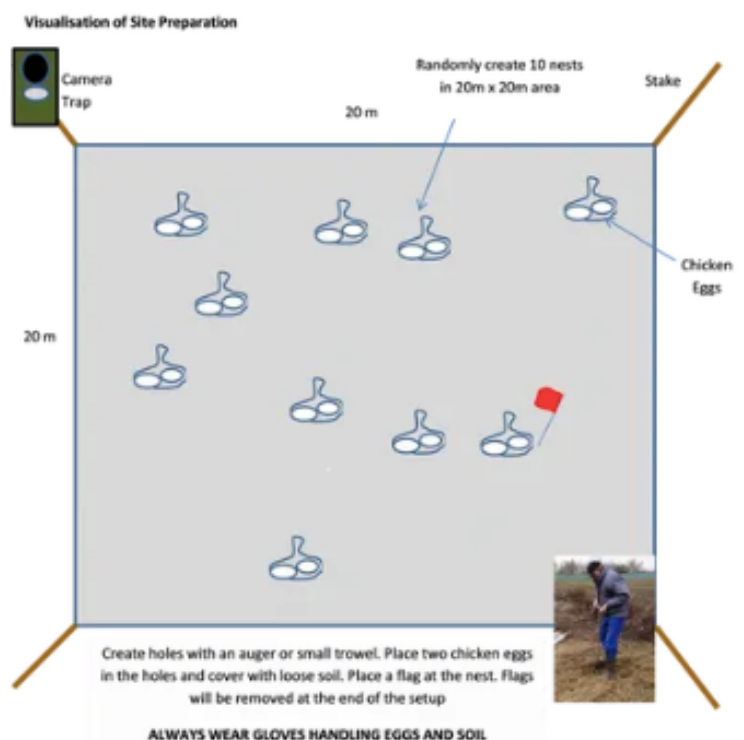 Visualisation of Site Preparation
Camera
Trap
Randomly create 10 nests
in 20m x 20m area
Stake
20 m
Chicken
Eggs
20 m
Create holes with an auger or small trowel. Place two chicken eggs
in the holes and cover with loose soil. Place a flag at the nest. Flags
will be removed at the end of the setup
ALWAYS WEAR GLOVES HANDLING EGGS AND SOIL